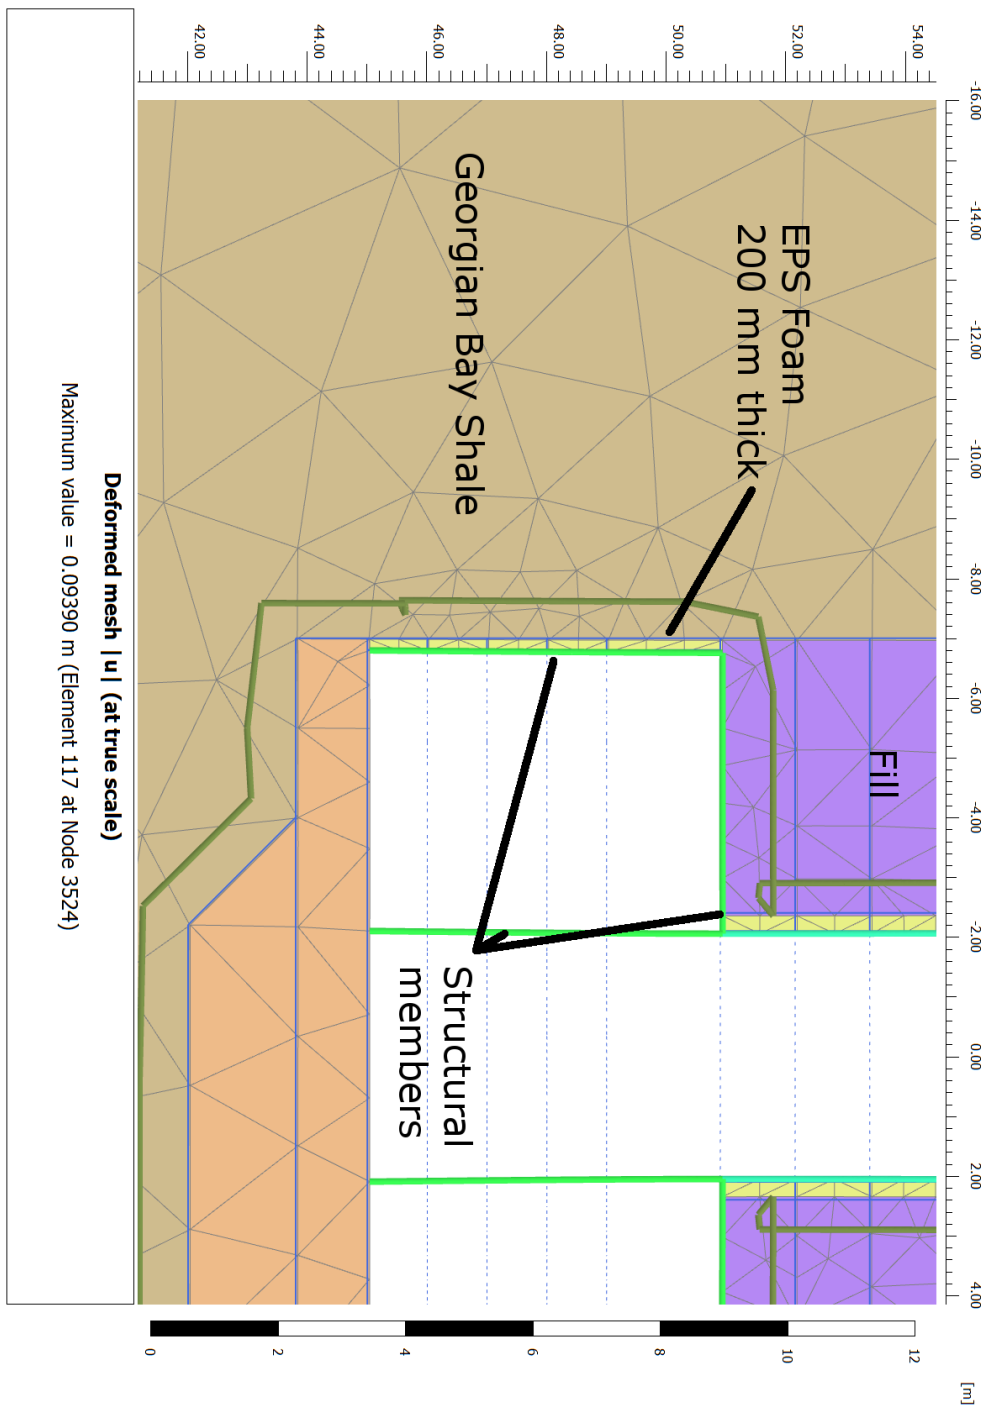 -16.00
-14.00
-12.00
-10.00
-8.00
-6.00
-4.00
-2.00
0.00
2.00
4.00
[m]
54.00
52.00
50.00
48.00
46.00
44.00
42.00
EPS Foam
200 mm thick
Georgian Bay Shale
Fill
Structural
members
12
10
8
6
4
2
0
Deformed mesh |u| (at true scale)
Maximum value = 0.09390 m (Element 117 at Node 3524)